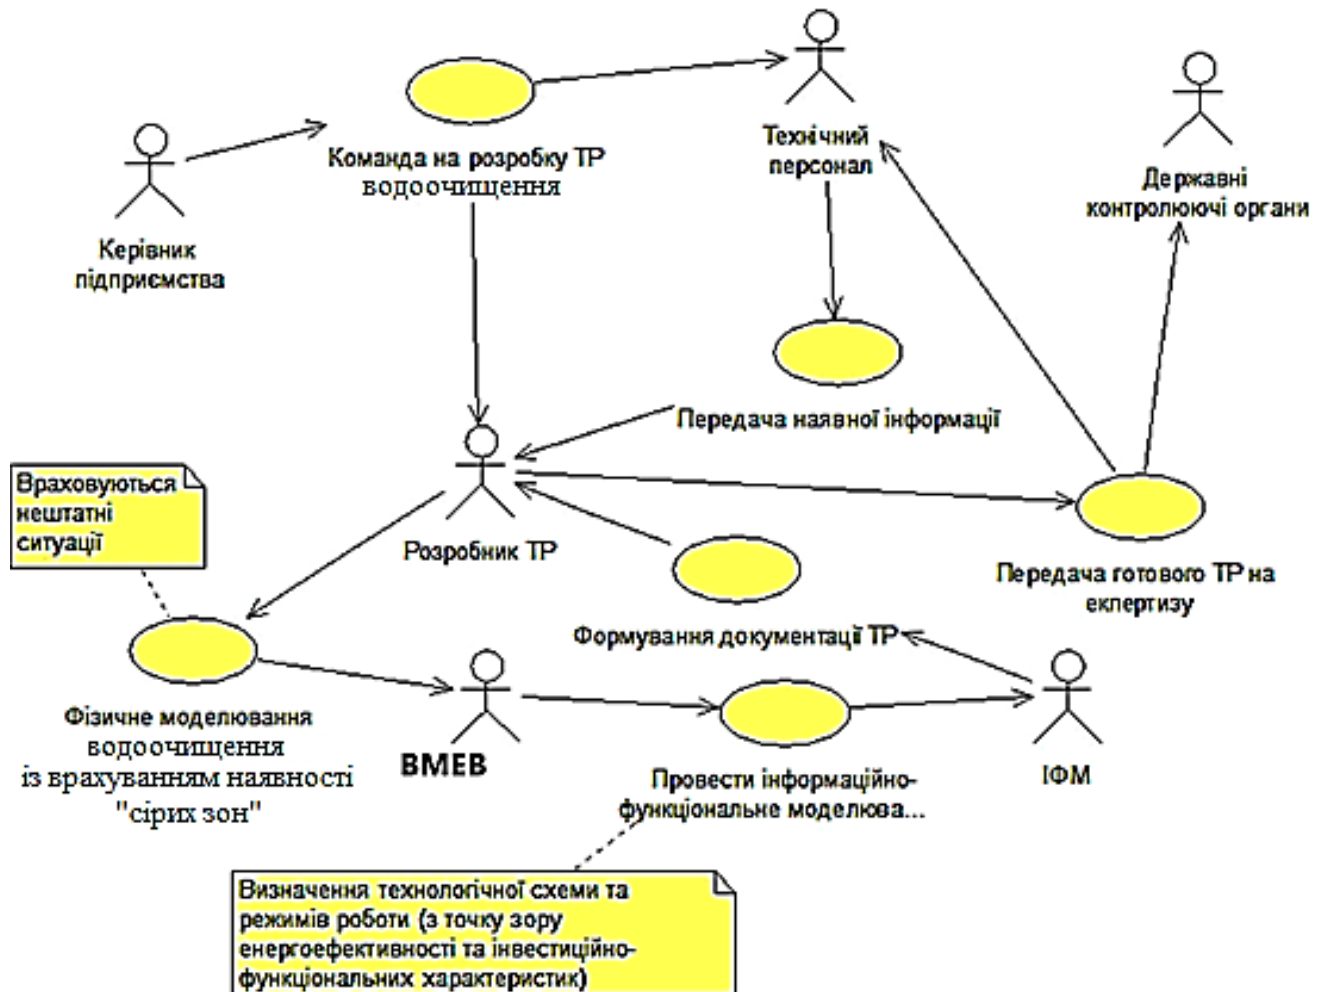 Команда на розробку ТР
водоочищення
Технічний
персонал
Державні
контролюючі органи
Керівник
підприємства
Передача наявної інформації
Враховуються
нештатні
ситуації
Розробник ТР
Передача готового ТР на
екпертизу
Формування документації ТР
Фізичне моделювання
водоочищення
із врахуванням наявності
"сірих зон"
ВМЕВ
Провести інформаційно-
функціональне моделюва...
ІФМ
Визначення технологічної схеми та
режимів роботи (з точку зору
енергоефективності та інвестиційно-
функціональних характеристик)